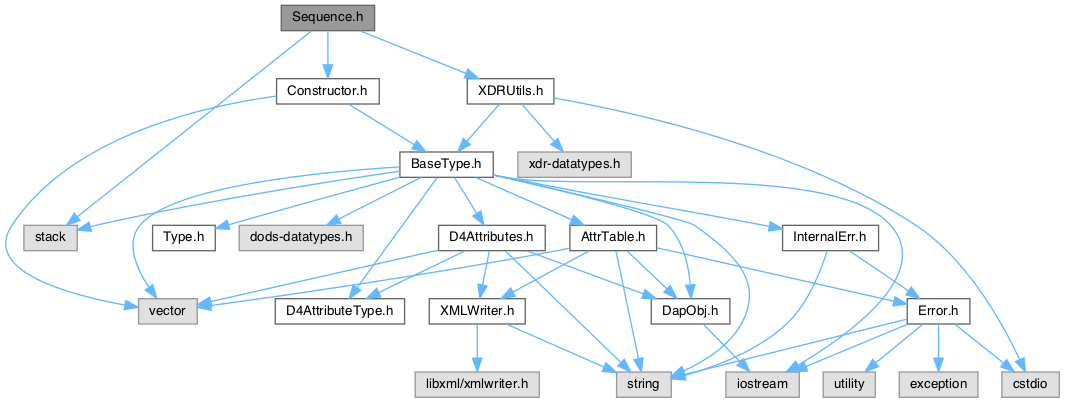 Sequence.h
Constructor.h
XDRUtils.h
BaseType.h
xdr-datatypes.h
stack
Type.h
dods-datatypes.h
D4Attributes.h
AttrTable.h
InternalErr.h
vector
D4AttributeType.h
XMLWriter.h
DapObj.h
Error.h
libxml/xmlwriter.h
string
iostream
utility
exception
cstdio